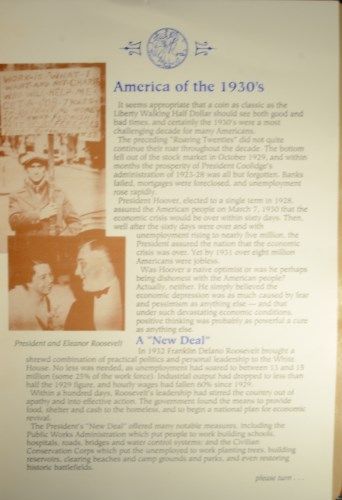 WORK-IS-WHAT-I
America of the 1930's
It seems appropriate that a coin as classic as the
Liberty Walking Half Dollar should see both good and
bad times, and certainly the 1930's were a most
challenging decade for many Americans.
The preceding "Roaring Twenties" did not quite
continue their roar throughout the decade. The bottom
fell out of the stock market in October 1929, and within
months the prosperity of President Coolidge's
administration of 1923-28 was all but forgotten. Banks
failed, mortgages were foreclosed, and unemployment
rose rapidly.
President Hoover, elected to a single term in 1928,
assured the American people on March 7, 1930 that the
economic crisis would be over within sixty days. Then,
well after the sixty days were over and with
unemployment rising to nearly five million, the
President assured the nation that the economic crisis
was over. Yet by 1931 over eight million
Americans were jobless.
Was Hoover a naive optimist or was he perhaps
being dishonest with the American people?
Actually, neither. He simply believed the
economic depression was as much caused by fear
and pessimism as anything else — and that
under such devastating economic conditions,
positive thinking was probably as powerful a cure
as anything else.
President and Eleanor Roosevelt
A "New Deal"
In 1932 Franklin Delano Roosevelt brought a
shrewd combination of practical politics and personal leadership to the White
House. No less was needed, as unemployment had soared to between 13 and 15
million (some 25% of the work force). Industrial output had dropped to less than
half the 1929 figure, and hourly wages had fallen 60% since 1929.
Within a hundred days, Roosevelt's leadership had stirred the country out of
apathy and into effective action. The government found the means to provide
food, shelter and cash to the homeless, and to begin a national plan for economic
revival.
The President's "New Deal" offered many notable measures, including the
Public Works Administration which put people to work building schools,
hospitals, roads, bridges and water control systems; and the Civilian
Conservation Corps which put the unemployed to work planting trees, building
reservoirs, clearing beaches and camp grounds and parks, and even restoring
historic battlefields.
please turn . . .